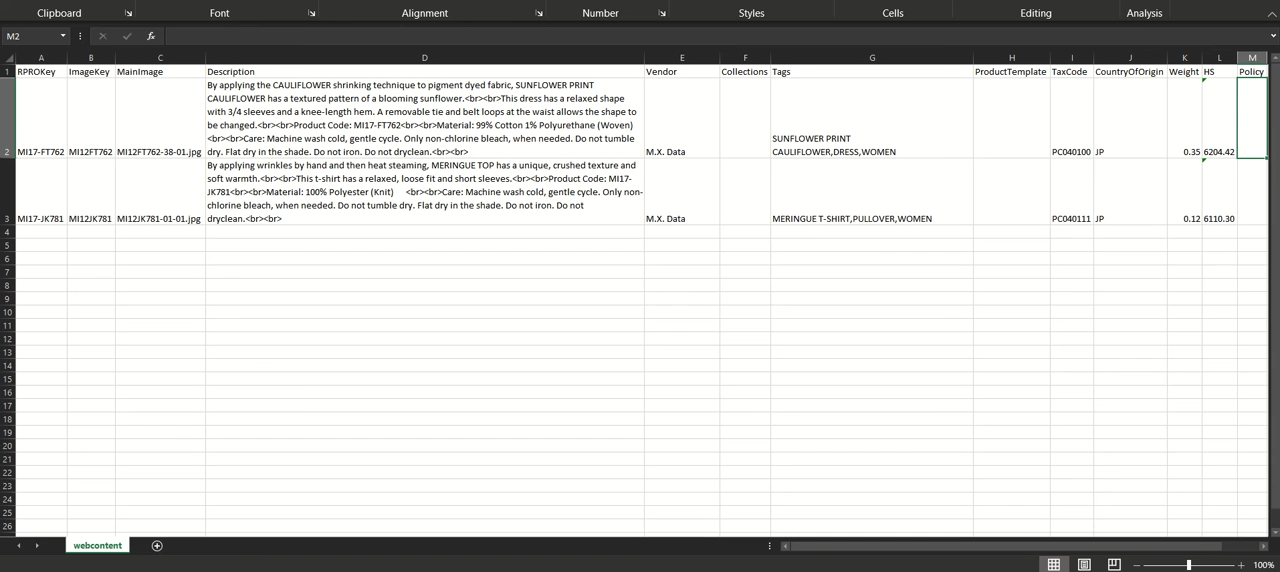 Clipboard Font Alignment Number Styles Cells Editing Analysis
M2 fx
A B C D E F G H I J K L M
1 RPROKey ImageKey MainImage Description Vendor Collections Tags ProductTemplate TaxCode CountryOfOrigin Weight HS Policy
By applying the CAULIFLOWER shrinking technique to pigment dyed fabric, SUNFLOWER PRINT
CAULIFLOWER has a textured pattern of a blooming sunflower.<br><br>This dress has a relaxed shape
with 3/4 sleeves and a knee-length hem. A removable tie and belt loops at the waist allows the shape to
be changed.<br><br>Product Code: MI17-FT762<br><br>Material: 99% Cotton 1% Polyurethane (Woven)
<br><br>Care: Machine wash cold, gentle cycle. Only non-chlorine bleach, when needed. Do not tumble SUNFLOWER PRINT
2 MI17-FT762 MI12FT762 MI12FT762-38-01.jpg dry. Flat dry in the shade. Do not iron. Do not dryclean.<br><br> M.X. Data CAULIFLOWER,DRESS,WOMEN PC040100 JP 0.35 6204.42
By applying wrinkles by hand and then heat steaming, MERINGUE TOP has a unique, crushed texture and
soft warmth.<br><br>This t-shirt has a relaxed, loose fit and short sleeves.<br><br>Product Code: MI17-
JK781<br><br>Material: 100% Polyester (Knit) <br><br>Care: Machine wash cold, gentle cycle. Only non-
chlorine bleach, when needed. Do not tumble dry. Flat dry in the shade. Do not iron. Do not
3 MI17-JK781 MI12JK781 MI12JK781-01-01.jpg dryclean.<br><br> M.X. Data MERINGUE T-SHIRT,PULLOVER,WOMEN PC040111 JP 0.12 6110.30
4
5
6
7
8
9
10
11
12
13
14
15
16
17
18
19
20
21
22
23
24
25
26
webcontent
100%